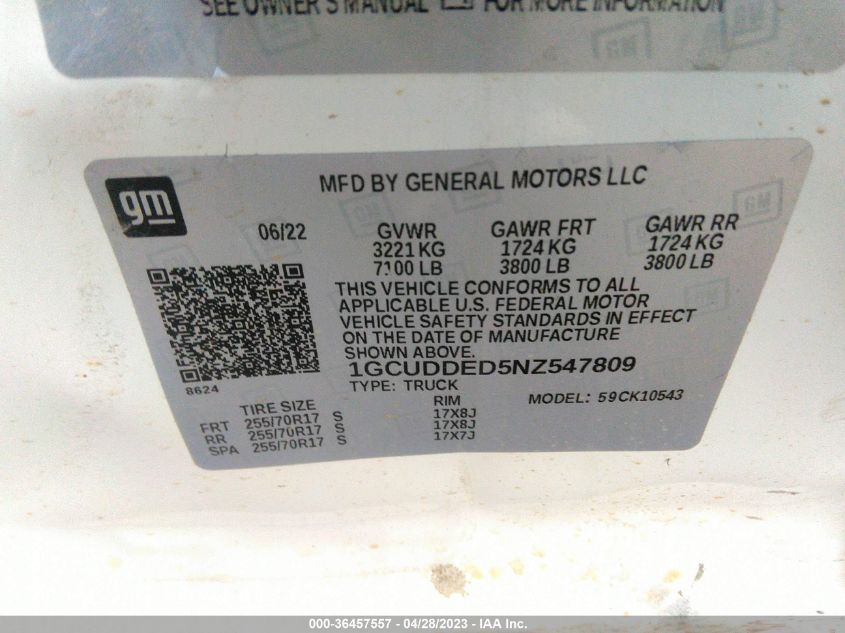 SEE OWNER'S MANUAL FOR MORE INFORMATION
GM
gm
MFD BY GENERAL MOTORS LLC
06/22 GVWR GAWR FRT GAWR RR
3221 KG 1724 KG 1724 KG
7100 LB 3800 LB 3800 LB
THIS VEHICLE CONFORMS TO ALL
APPLICABLE U.S. FEDERAL MOTOR
VEHICLE SAFETY STANDARDS IN EFFECT
ON THE DATE OF MANUFACTURE
SHOWN ABOVE.
1GCUDDED5NZ547809
8624
TYPE: TRUCK
MODEL: 59CK10543
TIRE SIZE RIM
FRT 255/70R17 S 17X8J
RR 255/70R17 S 17X8J
SPA 255/70R17 S 17X7J
000-36457557 - 04/28/2023 - IAA Inc.